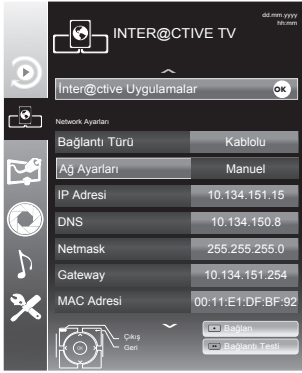 INTER@CTIVE TV
dd.mm.yyyy
hh:mm
İnter@ctive Uygulamalar
OK
Network Ayarları
Bağlantı Türü Kablolu
Ağ Ayarları Manuel
IP Adresi 10.134.151.15
DNS 10.134.150.8
Netmask 255.255.255.0
Gateway 10.134.151.254
MAC Adresi 00:11:E1:DF:BF:92
Çıkış
Geri
OK
Bağlan
Bağlantı Testi